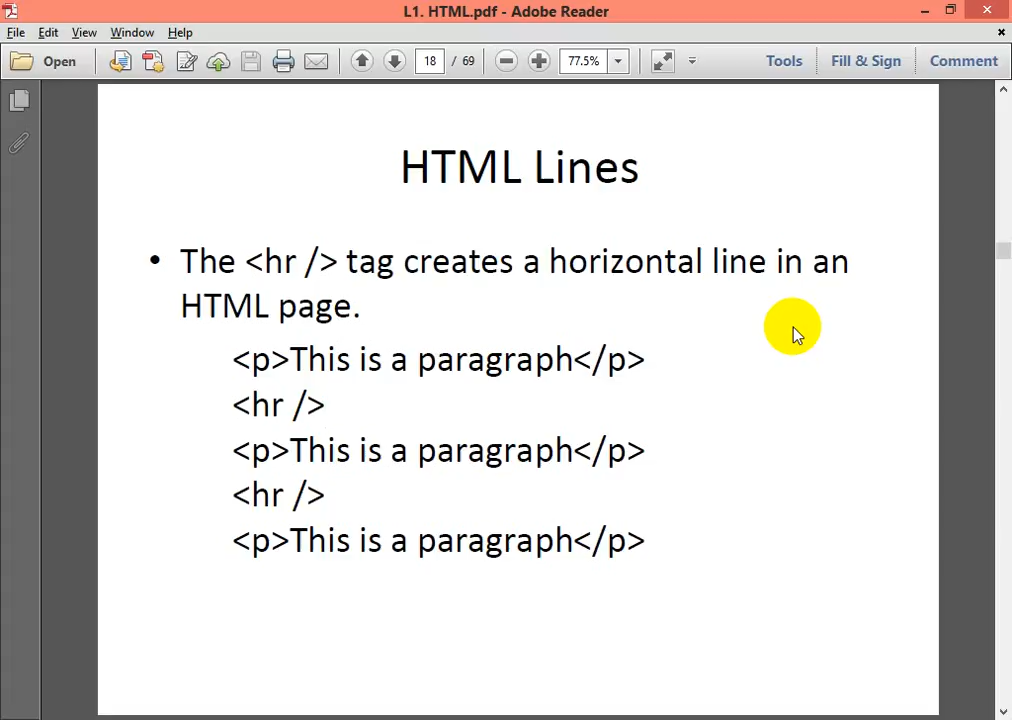 L1. HTML.pdf - Adobe Reader
File Edit View Window Help
Open 18 / 69 77.5% Tools Fill & Sign Comment
HTML Lines
• The <hr /> tag creates a horizontal line in an
HTML page.
<p>This is a paragraph</p>
<hr />
<p>This is a paragraph</p>
<hr />
<p>This is a paragraph</p>